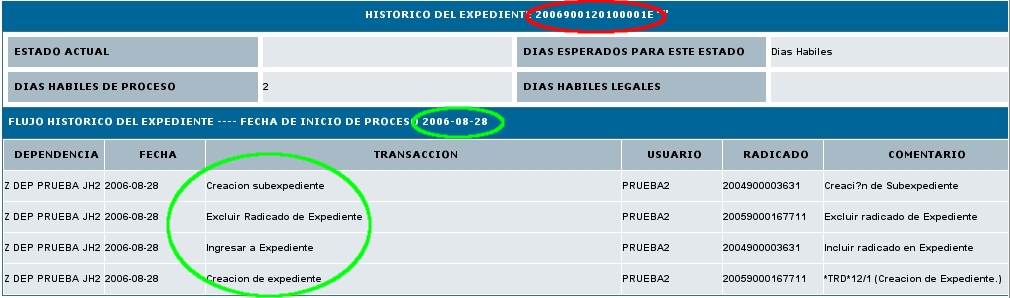 HISTORICO DEL EXPEDIENTE 2006900120100001E ""
ESTADO ACTUAL DIAS ESPERADOS PARA ESTE ESTADO Dias Habiles
DIAS HABILES DE PROCESO 2 DIAS HABILES LEGALES
FLUJO HISTORICO DEL EXPEDIENTE ---- FECHA DE INICIO DE PROCESO 2006-08-28
DEPENDENCIA FECHA TRANSACCION USUARIO RADICADO COMENTARIO
Z DEP PRUEBA JH2 2006-08-28 Creacion subexpediente PRUEBA2 2004900003631 Creaci?n de Subexpediente
Z DEP PRUEBA JH2 2006-08-28 Excluir Radicado de Expediente PRUEBA2 20059000167711 Excluir radicado de Expediente
Z DEP PRUEBA JH2 2006-08-28 Ingresar a Expediente PRUEBA2 2004900003631 Incluir radicado en Expediente
Z DEP PRUEBA JH2 2006-08-28 Creacion de expediente PRUEBA2 20059000167711 *TRD*12/1 (Creacion de Expediente.)